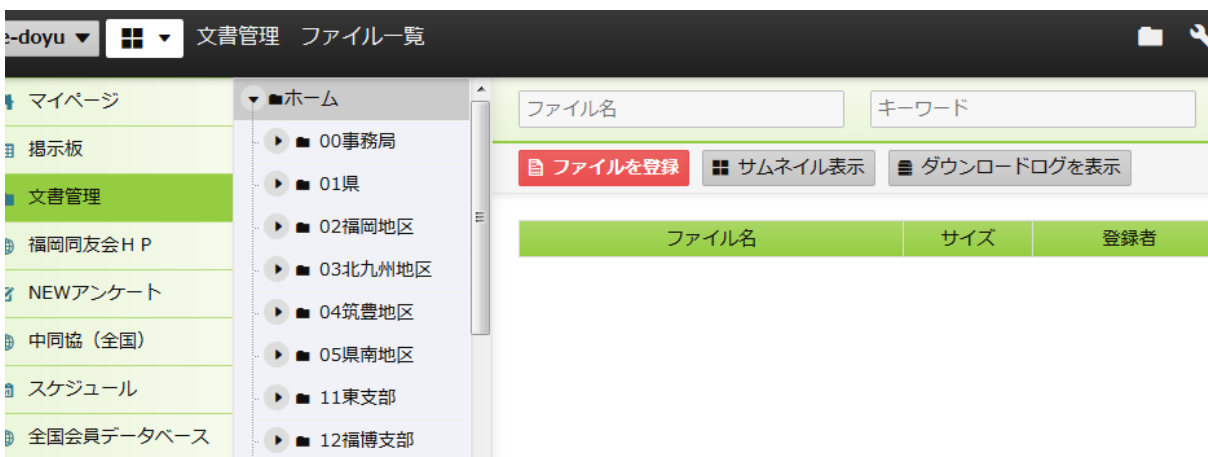 e-doyu ▼ 文書管理 ファイル一覧
マイページ
掲示板
文書管理
福岡同友会ＨＰ
NEWアンケート
中同協（全国）
スケジュール
全国会員データベース
ホーム
00事務局
01県
02福岡地区
03北九州地区
04筑豊地区
05県南地区
11東支部
12福博支部
ファイル名 キーワード
ファイルを登録 サムネイル表示 ダウンロードログを表示
ファイル名 サイズ 登録者